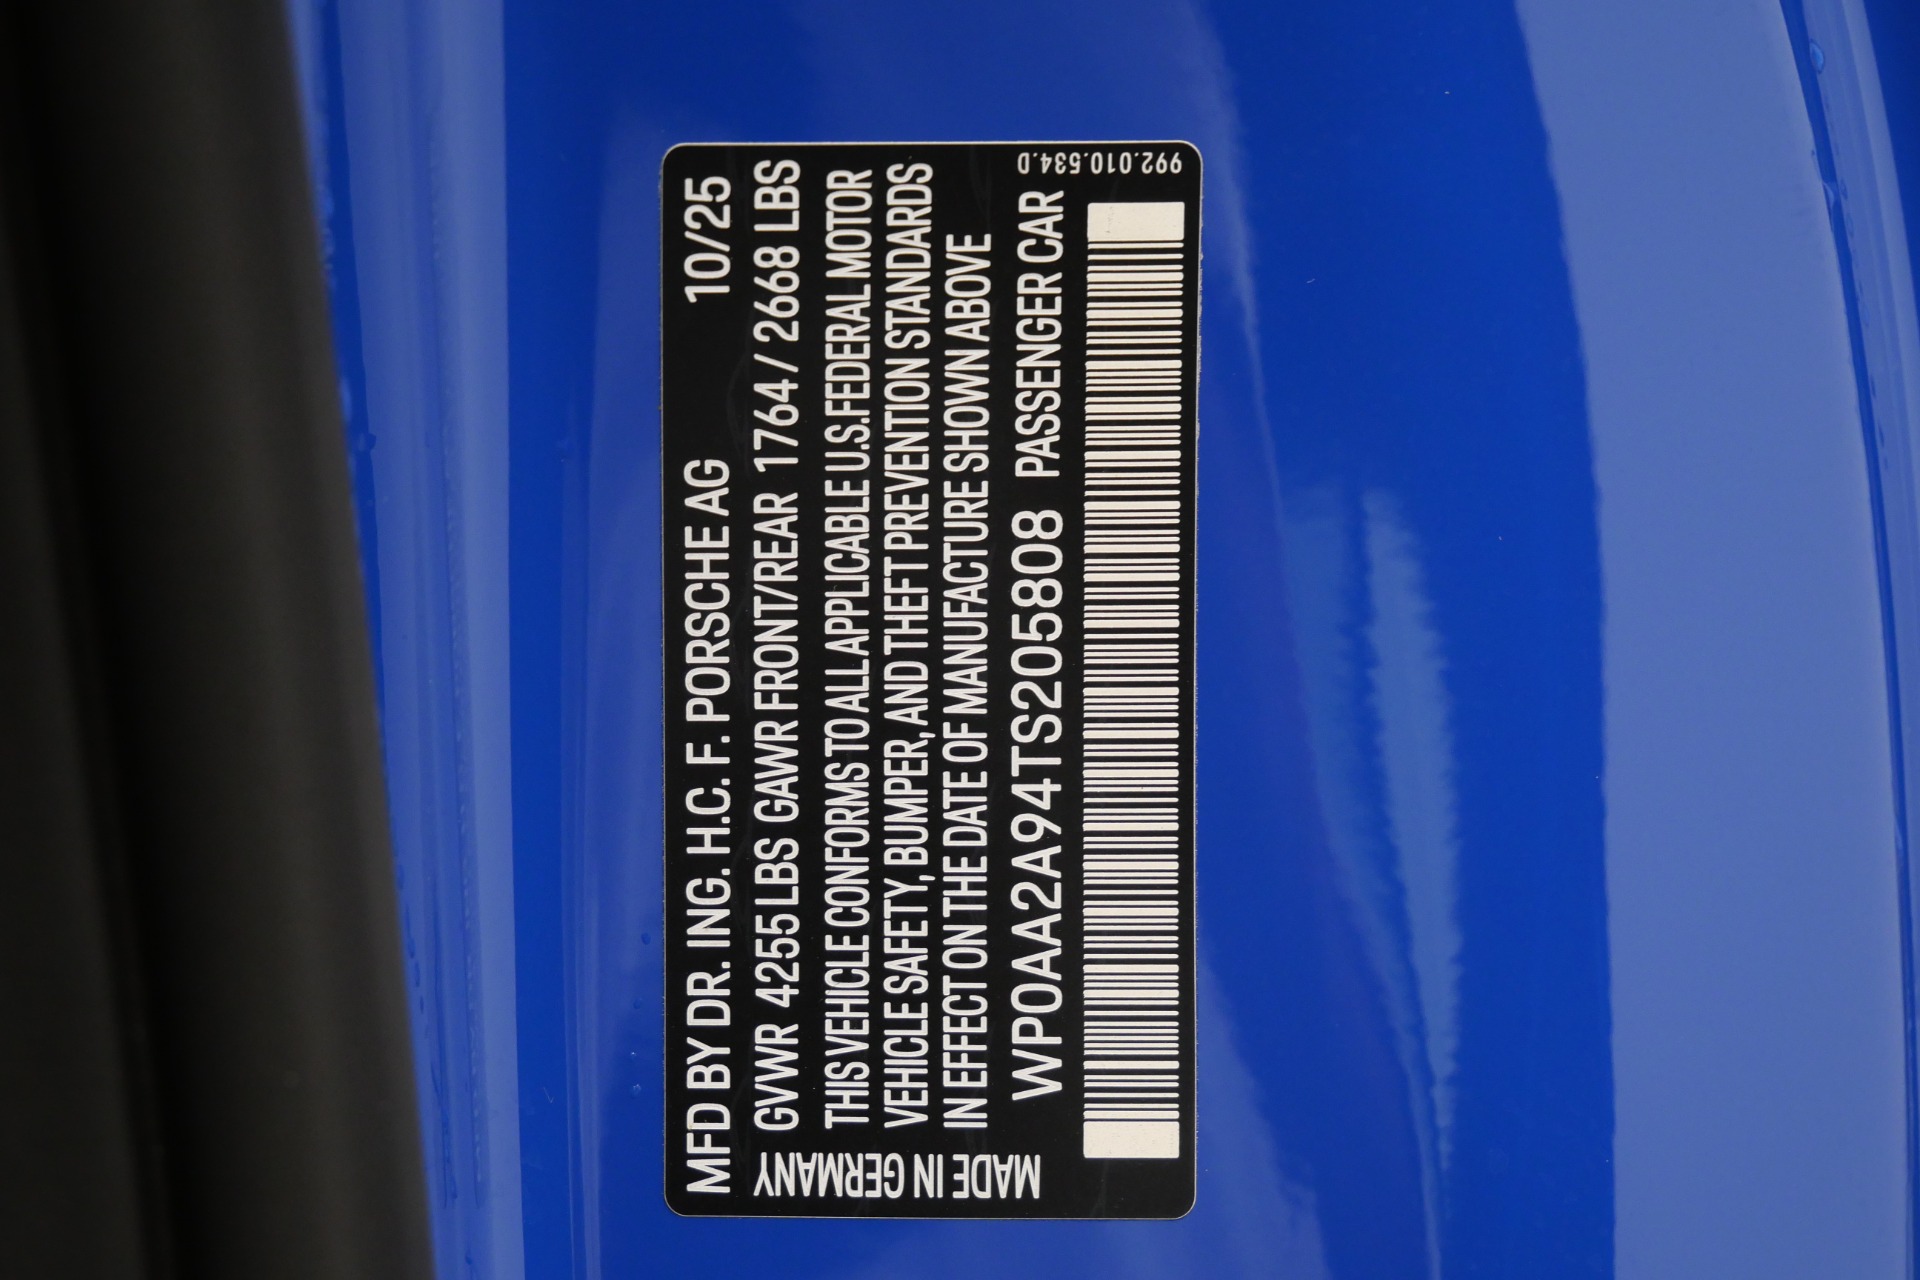 MFD BY DR. ING. H.C. F. PORSCHE AG 10/25
GVWR 4255 LBS GAWR FRONT/REAR 1764 / 2668 LBS
THIS VEHICLE CONFORMS TO ALL APPLICABLE U.S. FEDERAL MOTOR
VEHICLE SAFETY, BUMPER, AND THEFT PREVENTION STANDARDS
IN EFFECT ON THE DATE OF MANUFACTURE SHOWN ABOVE
WP0AA2A94TS205808 PASSENGER CAR
MADE IN GERMANY
992.010.534.D